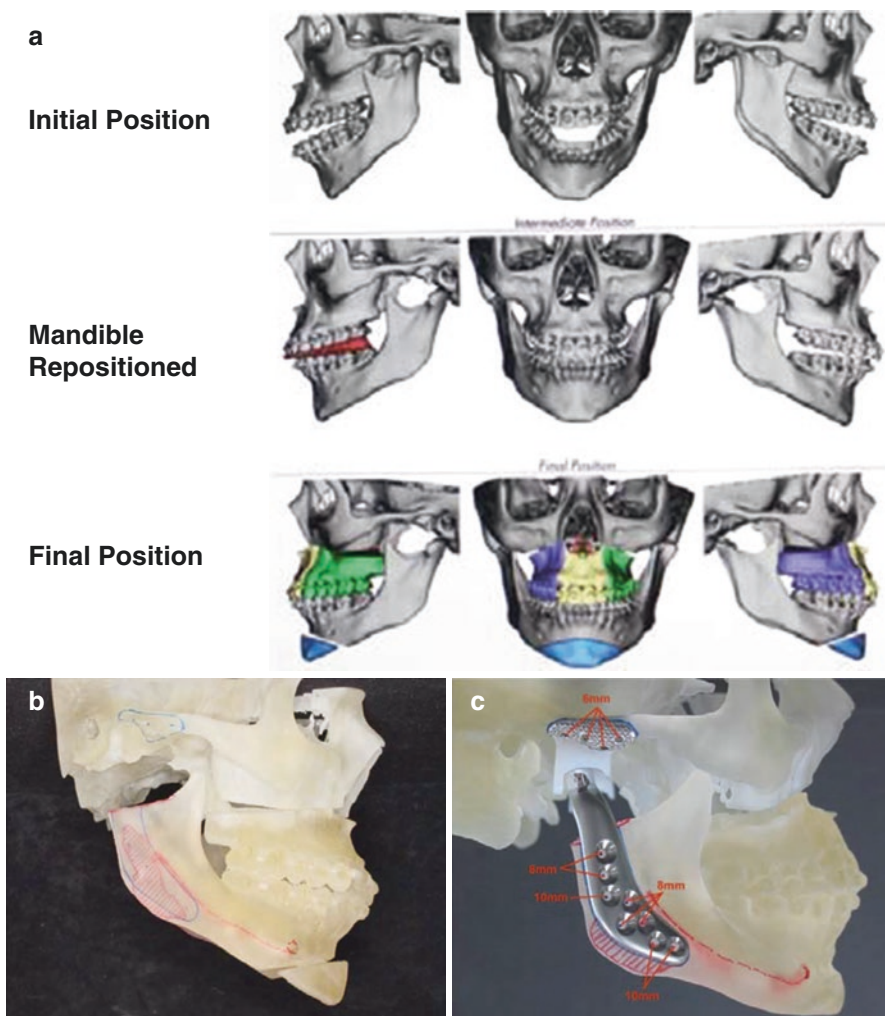 a
Initial Position
Intermediate Position
Mandible
Repositioned
Final Position
Final Position
b
c
6mm
8mm
8mm
10mm
10mm